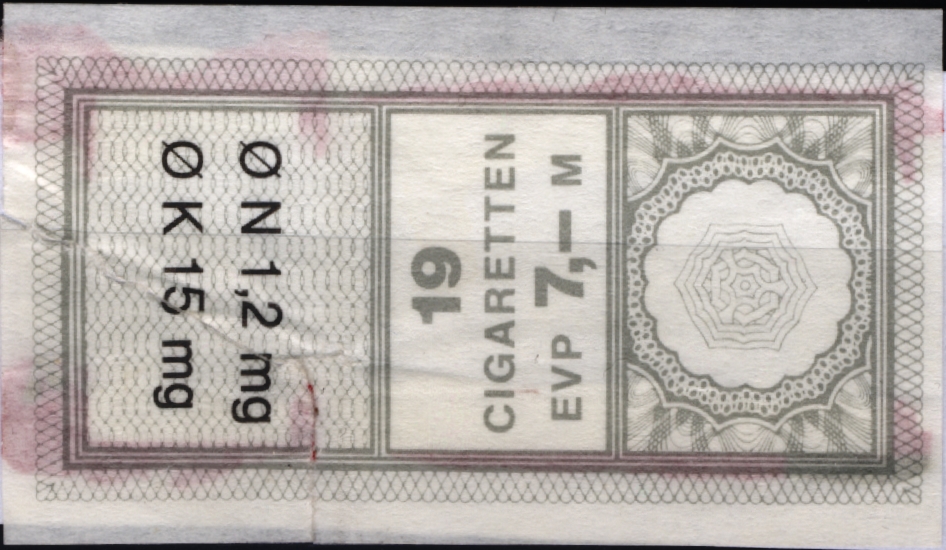 Ø N 1,2 mg
Ø K 15 mg
19
CIGARETTEN
EVP 7,— M